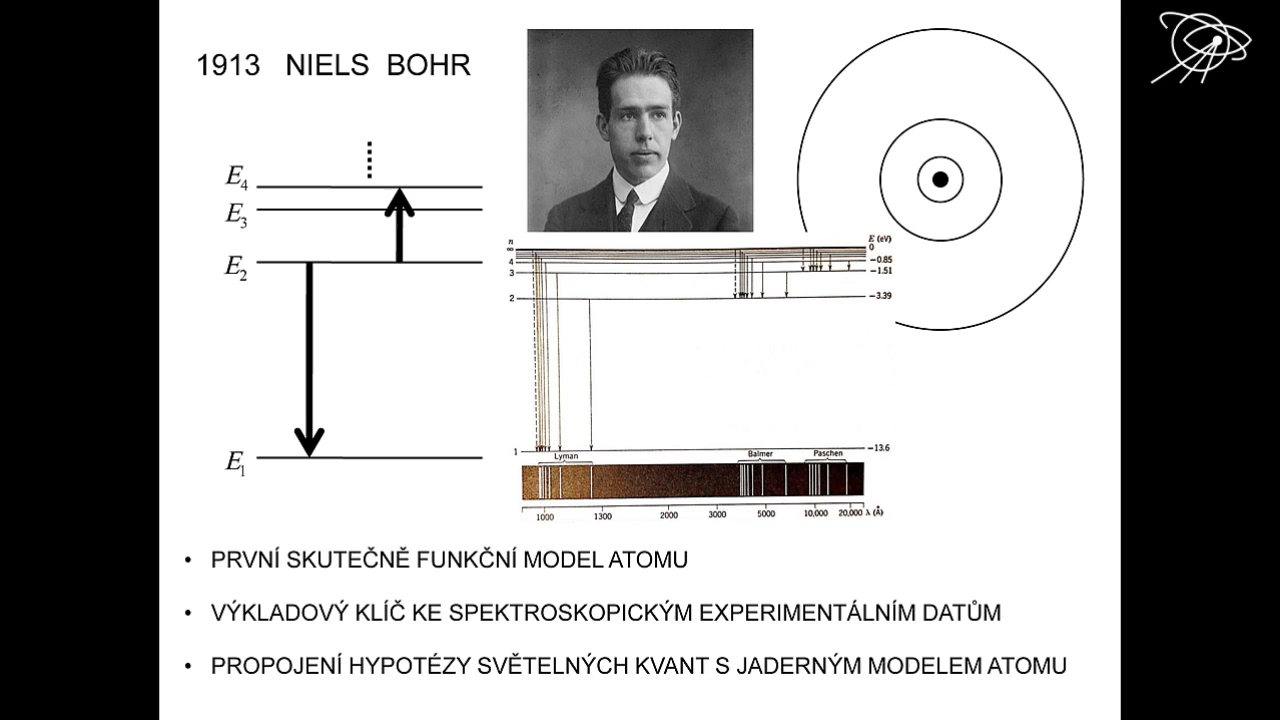 1913 NIELS BOHR
E4
E3
E2
E1
n
∞
4
3
2
1
E (eV)
0
−0.85
−1.51
−3.39
−13.6
Lyman
Balmer
Paschen
1000 1300 2000 3000 5000 10,000 20,000 λ (Å)
• PRVNÍ SKUTEČNĚ FUNKČNÍ MODEL ATOMU
• VÝKLADOVÝ KLÍČ KE SPEKTROSKOPICKÝM EXPERIMENTÁLNÍM DATŮM
• PROPOJENÍ HYPOTÉZY SVĚTELNÝCH KVANT S JADERNÝM MODELEM ATOMU